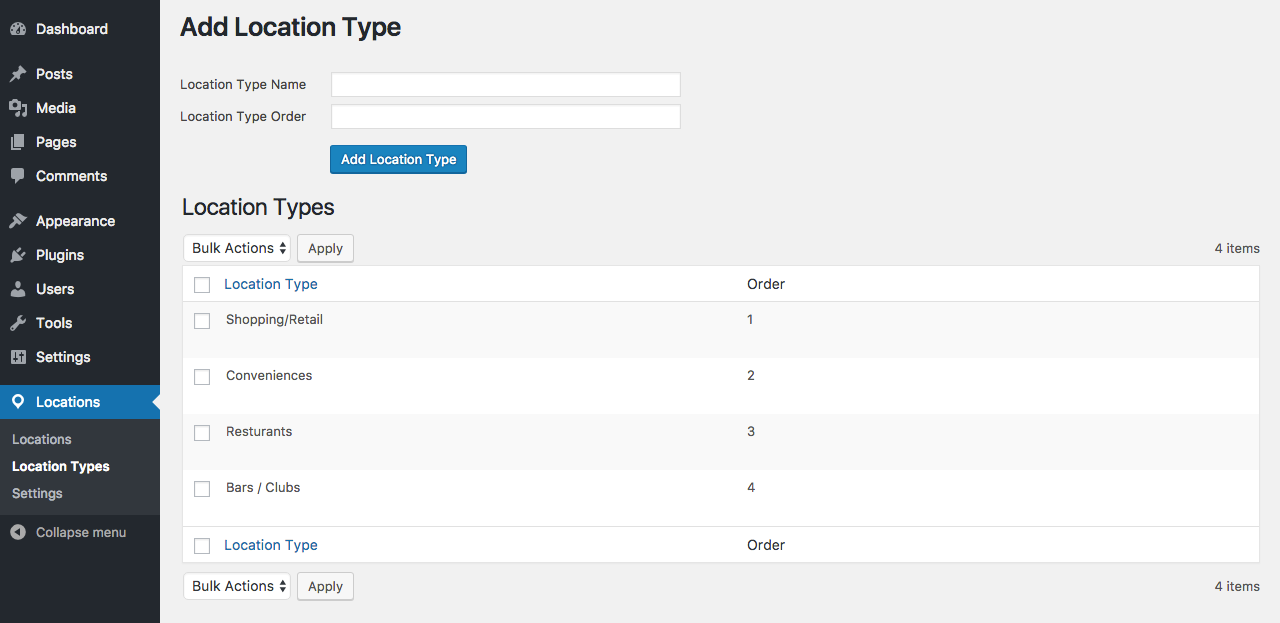 Dashboard
Posts
Media
Pages
Comments
Appearance
Plugins
Users
Tools
Settings
Locations
Locations
Location Types
Settings
Collapse menu
Add Location Type
Location Type Name
Location Type Order
Add Location Type
Location Types
Bulk Actions Apply 4 items
Location Type Order
Shopping/Retail 1
Conveniences 2
Resturants 3
Bars / Clubs 4
Location Type Order
Bulk Actions Apply 4 items